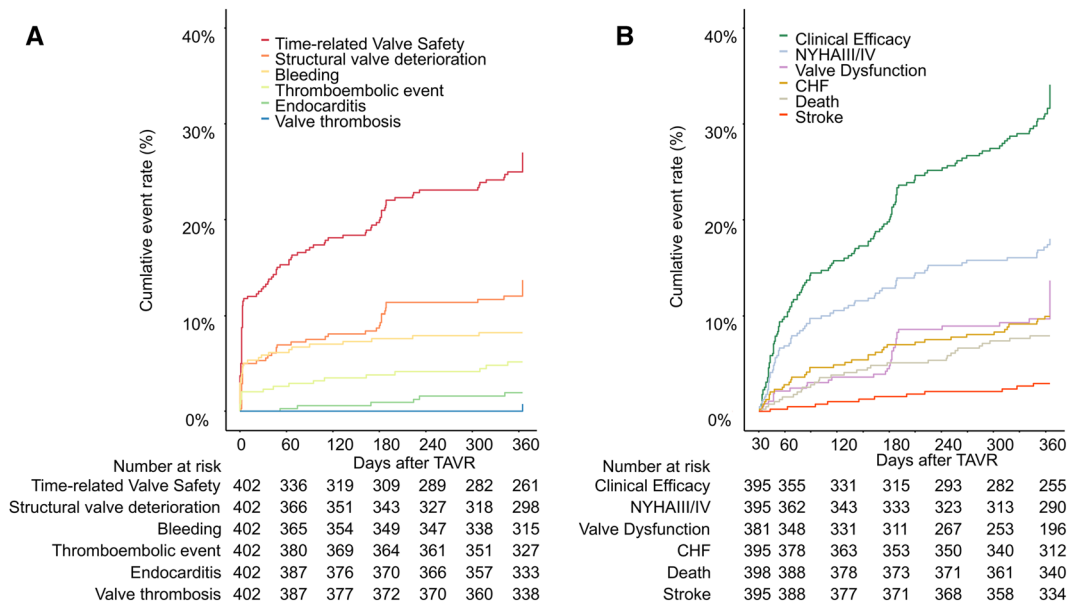 A
Cumlative event rate (%)
40%
30%
20%
10%
0%
Time-related Valve Safety
Structural valve deterioration
Bleeding
Thromboembolic event
Endocarditis
Valve thrombosis
0 60 120 180 240 300 360
Days after TAVR
Number at risk
Time-related Valve Safety 402 336 319 309 289 282 261
Structural valve deterioration 402 366 351 343 327 318 298
Bleeding 402 365 354 349 347 338 315
Thromboembolic event 402 380 369 364 361 351 327
Endocarditis 402 387 376 370 366 357 333
Valve thrombosis 402 387 377 372 370 360 338
B
Cumlative event rate (%)
40%
30%
20%
10%
0%
Clinical Efficacy
NYHAIII/IV
Valve Dysfunction
CHF
Death
Stroke
30 60 120 180 240 300 360
Days after TAVR
Number at risk
Clinical Efficacy 395 355 331 315 293 282 255
NYHAIII/IV 395 362 343 333 323 313 290
Valve Dysfunction 381 348 331 311 267 253 196
CHF 395 378 363 353 350 340 312
Death 398 388 378 373 371 361 340
Stroke 395 388 377 371 368 358 334